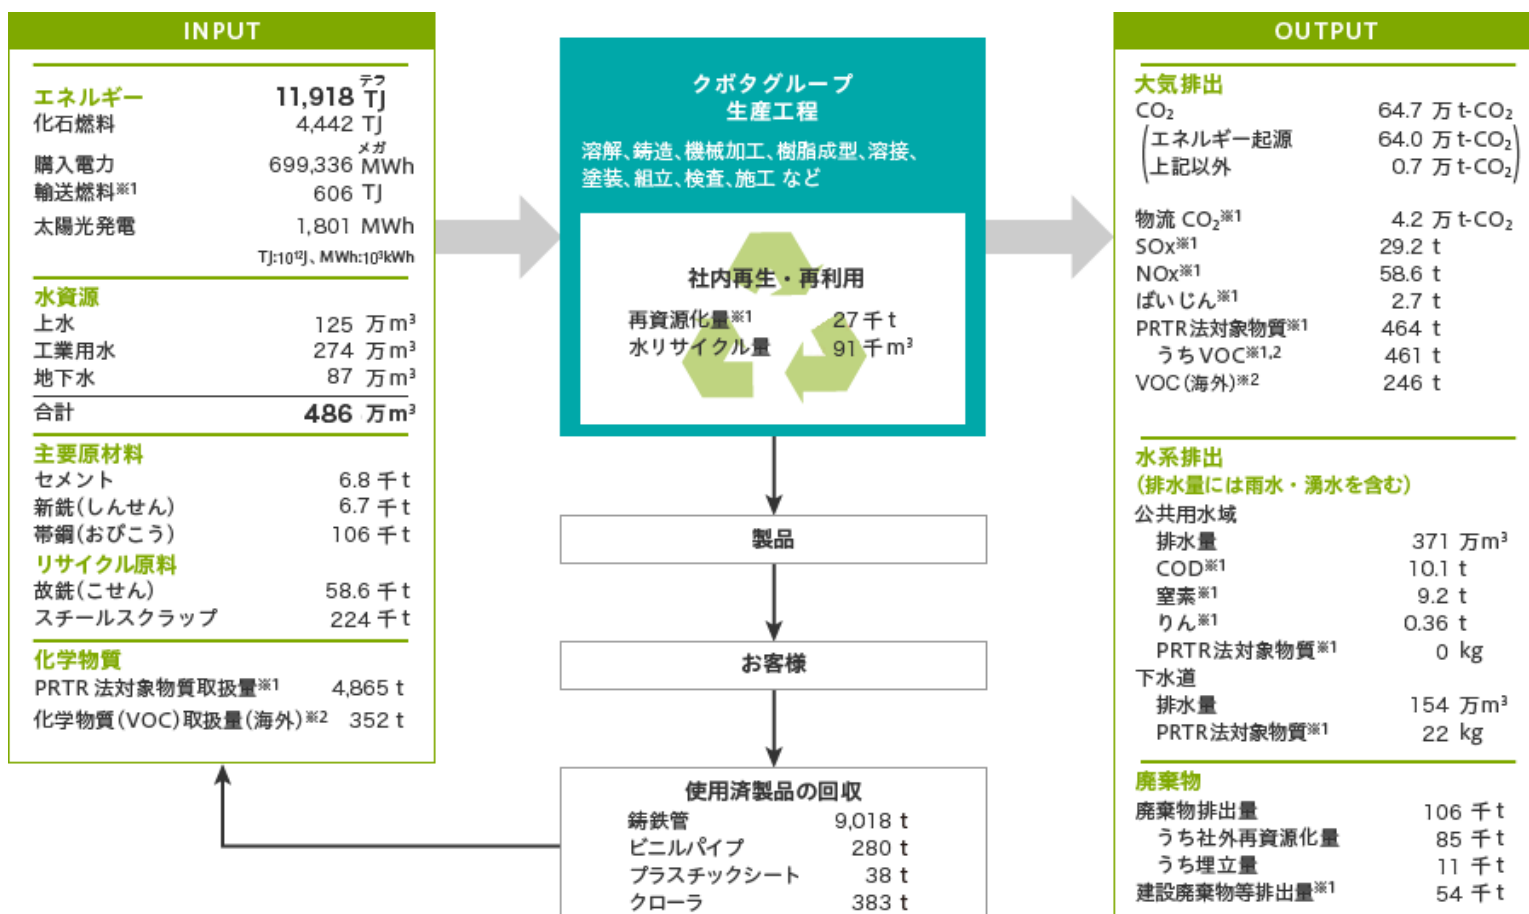 INPUT
エネルギー 11,918 TJ テラ
化石燃料 4,442 TJ
購入電力 699,336 MWh メガ
輸送燃料※1 606 TJ
太陽光発電 1,801 MWh
TJ:10¹²J、MWh:10³kWh
水資源
上水 125 万m³
工業用水 274 万m³
地下水 87 万m³
合計 486 万m³
主要原材料
セメント 6.8 千t
新銑(しんせん) 6.7 千t
帯鋼(おびこう) 106 千t
リサイクル原料
故銑(こせん) 58.6 千t
スチールスクラップ 224 千t
化学物質
PRTR 法対象物質取扱量※1 4,865 t
化学物質(VOC)取扱量(海外)※2 352 t
クボタグループ
生産工程
溶解、鋳造、機械加工、樹脂成型、溶接、
塗装、組立、検査、施工 など
社内再生・再利用
再資源化量※1 27千t
水リサイクル量 91千m³
製品
お客様
使用済製品の回収
鋳鉄管 9,018 t
ビニルパイプ 280 t
プラスチックシート 38 t
クローラ 383 t
OUTPUT
大気排出
CO₂ 64.7 万t-CO₂
(エネルギー起源 64.0 万t-CO₂
上記以外 0.7 万t-CO₂)
物流 CO₂※1 4.2 万t-CO₂
SOx※1 29.2 t
NOx※1 58.6 t
ばいじん※1 2.7 t
PRTR法対象物質※1 464 t
うちVOC※1,2 461 t
VOC(海外)※2 246 t
水系排出
(排水量には雨水・湧水を含む)
公共用水域
排水量 371 万m³
COD※1 10.1 t
窒素※1 9.2 t
りん※1 0.36 t
PRTR法対象物質※1 0 kg
下水道
排水量 154 万m³
PRTR法対象物質※1 22 kg
廃棄物
廃棄物排出量 106 千t
うち社外再資源化量 85 千t
うち埋立量 11 千t
建設廃棄物等排出量※1 54 千t